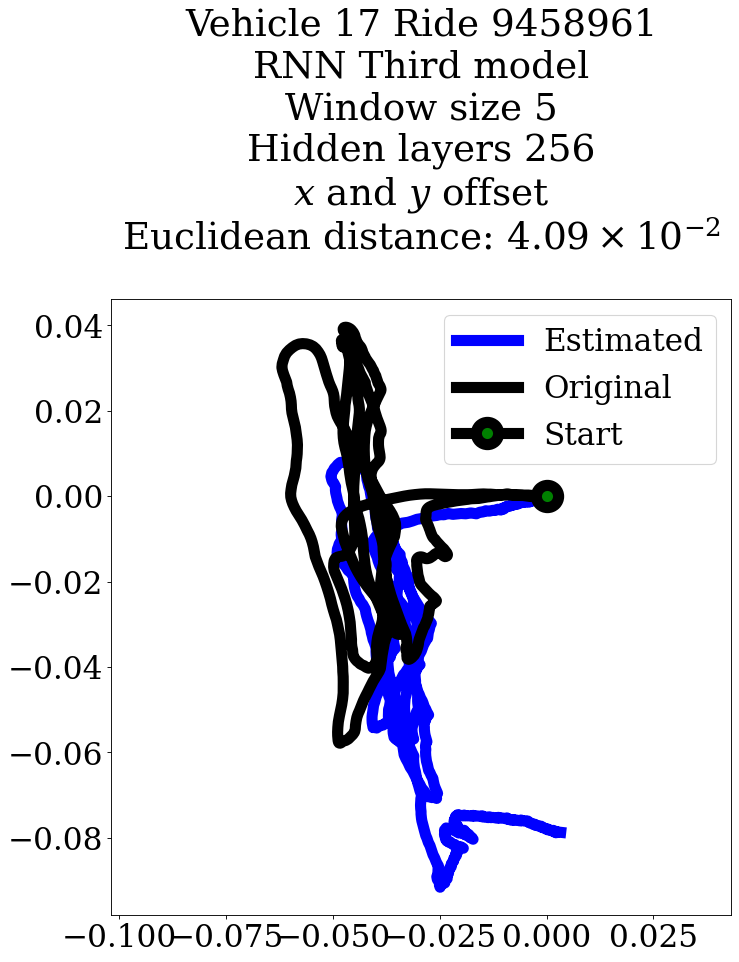 Vehicle 17 Ride 9458961
RNN Third model
Window size 5
Hidden layers 256
x and y offset
Euclidean distance: 4.09 × 10⁻²
Estimated
Original
Start
0.04
0.02
0.00
−0.02
−0.04
−0.06
−0.08
−0.100 −0.075 −0.050 −0.025 0.000 0.025